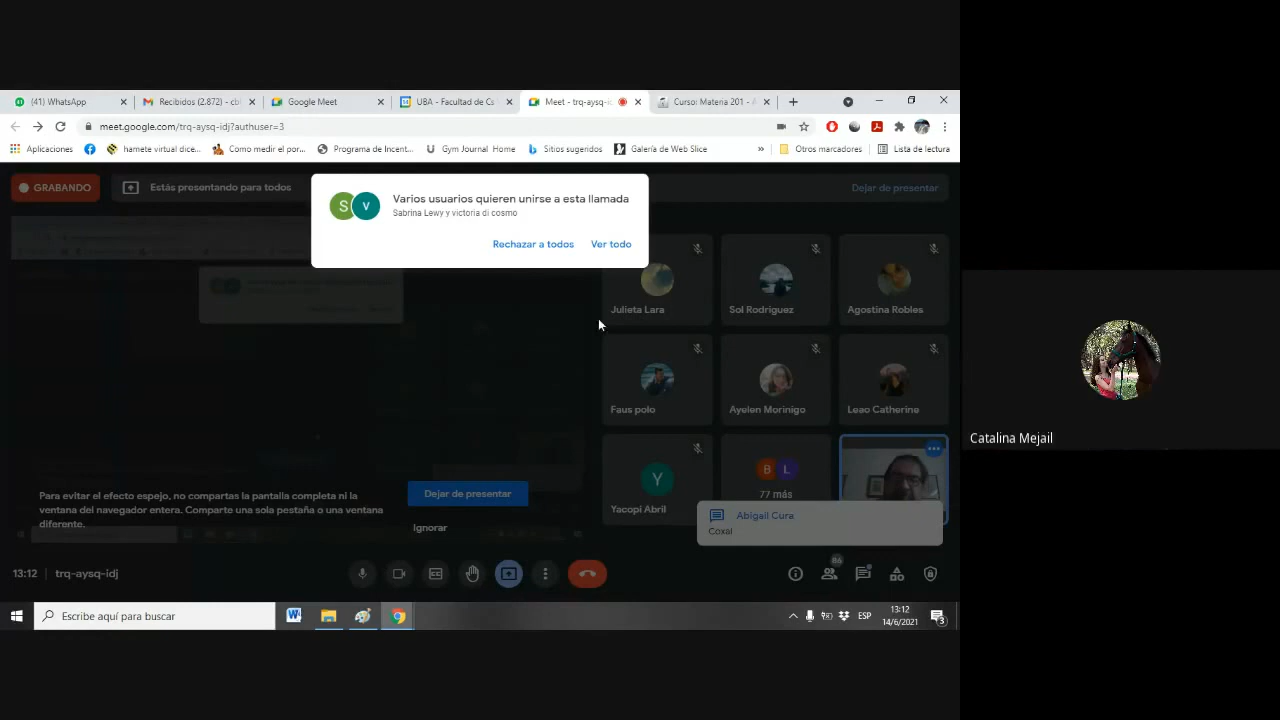 (41) WhatsApp
Recibidos (2.872) - cb
Google Meet
UBA - Facultad de Cs
Meet - trq-aysq-id
Curso: Materia 201 - A
meet.google.com/trq-aysq-idj?authuser=3
Aplicaciones
hamete virtual dice...
Como medir el por...
Programa de Incent...
Gym Journal Home
Sitios sugeridos
Galería de Web Slice
»
Otros marcadores
Lista de lectura
GRABANDO
Estás presentando para todos
Dejar de presentar
S
v
Varios usuarios quieren unirse a esta llamada
Sabrina Lewy y victoria di cosmo
Rechazar a todos
Ver todo
Julieta Lara
Sol Rodriguez
Agostina Robles
Faus polo
Ayelen Morinigo
Leao Catherine
Y
Yacopi Abril
B L
77 más
Abigail Cura
Coxal
Para evitar el efecto espejo, no compartas la pantalla completa ni la
ventana del navegador entera. Comparte una sola pestaña o una ventana
diferente.
Dejar de presentar
Ignorar
13:12 | trq-aysq-idj
86
Escribe aquí para buscar
ESP
13:12
14/6/2021
3
Catalina Mejail